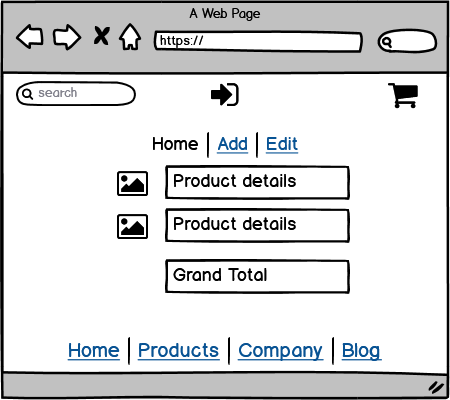 A Web Page
https://
search
Home Add Edit
Product details
Product details
Grand Total
Home Products Company Blog